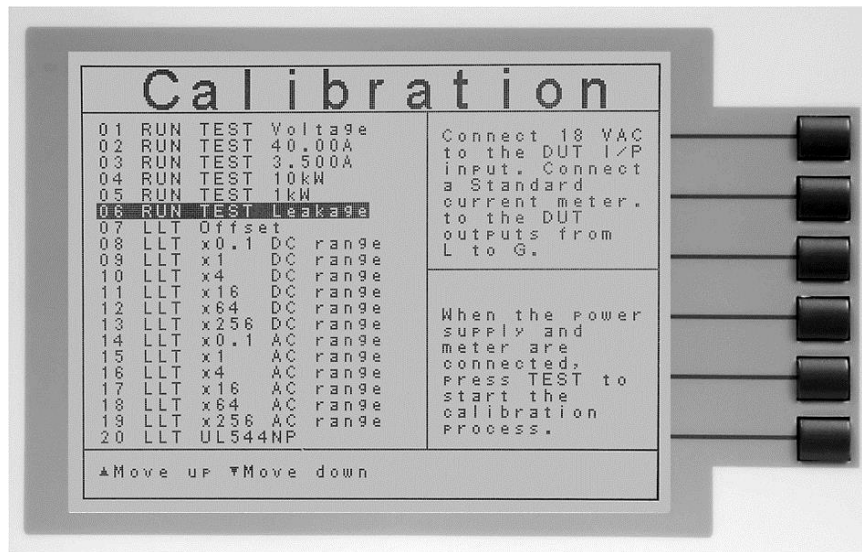 Calibration
01 RUN TEST Voltage
02 RUN TEST 40.00A
03 RUN TEST 3.500A
04 RUN TEST 10kW
05 RUN TEST 1kW
06 RUN TEST Leakage
07 LLT Offset
08 LLT x0.1 DC range
09 LLT x1 DC range
10 LLT x4 DC range
11 LLT x16 DC range
12 LLT x64 DC range
13 LLT x256 DC range
14 LLT x0.1 AC range
15 LLT x1 AC range
16 LLT x4 AC range
17 LLT x16 AC range
18 LLT x64 AC range
19 LLT x256 AC range
20 LLT UL544NP
Connect 18 VAC
to the DUT I/P
input. Connect
a Standard
current meter.
to the DUT
outputs from
L to G.
When the power
supply and
meter are
connected,
press TEST to
start the
calibration
process.
▲Move up ▼Move down